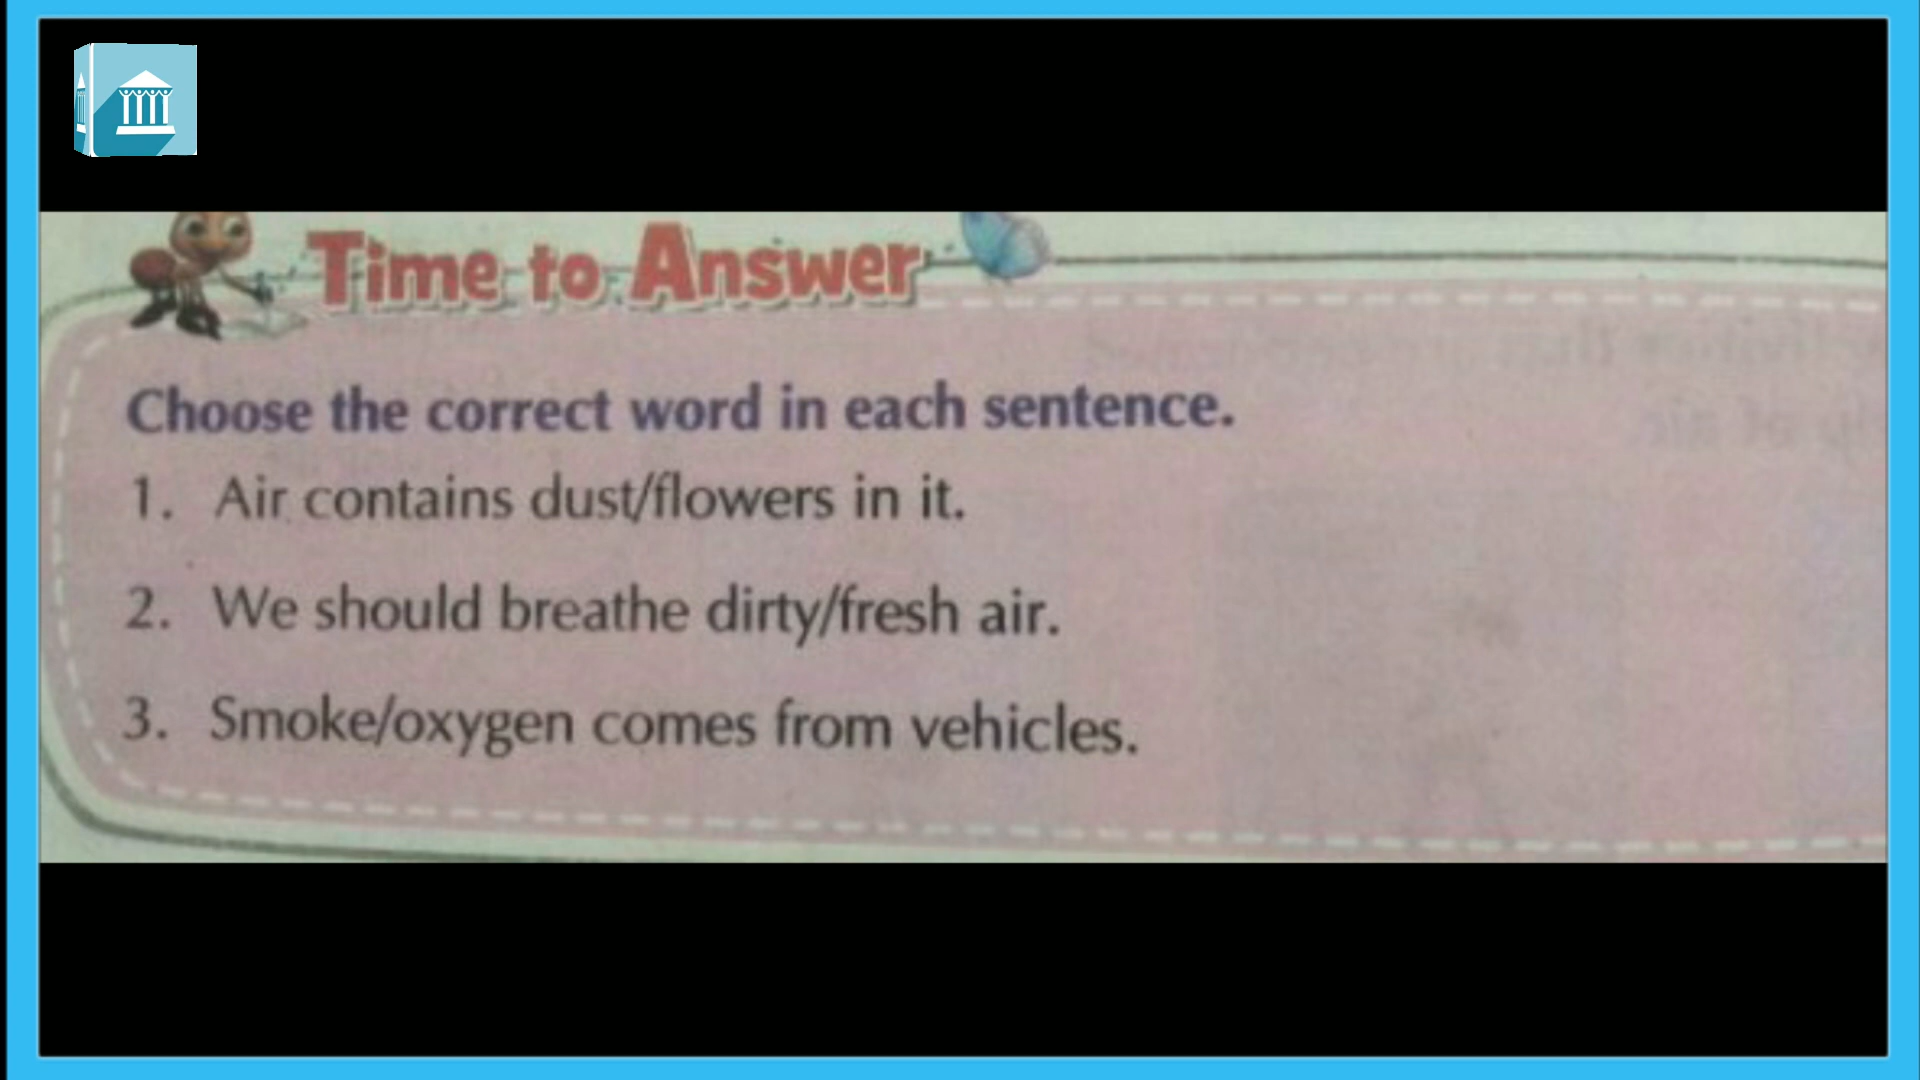 Time to Answer
Choose the correct word in each sentence.
1. Air contains dust/flowers in it.
2. We should breathe dirty/fresh air.
3. Smoke/oxygen comes from vehicles.